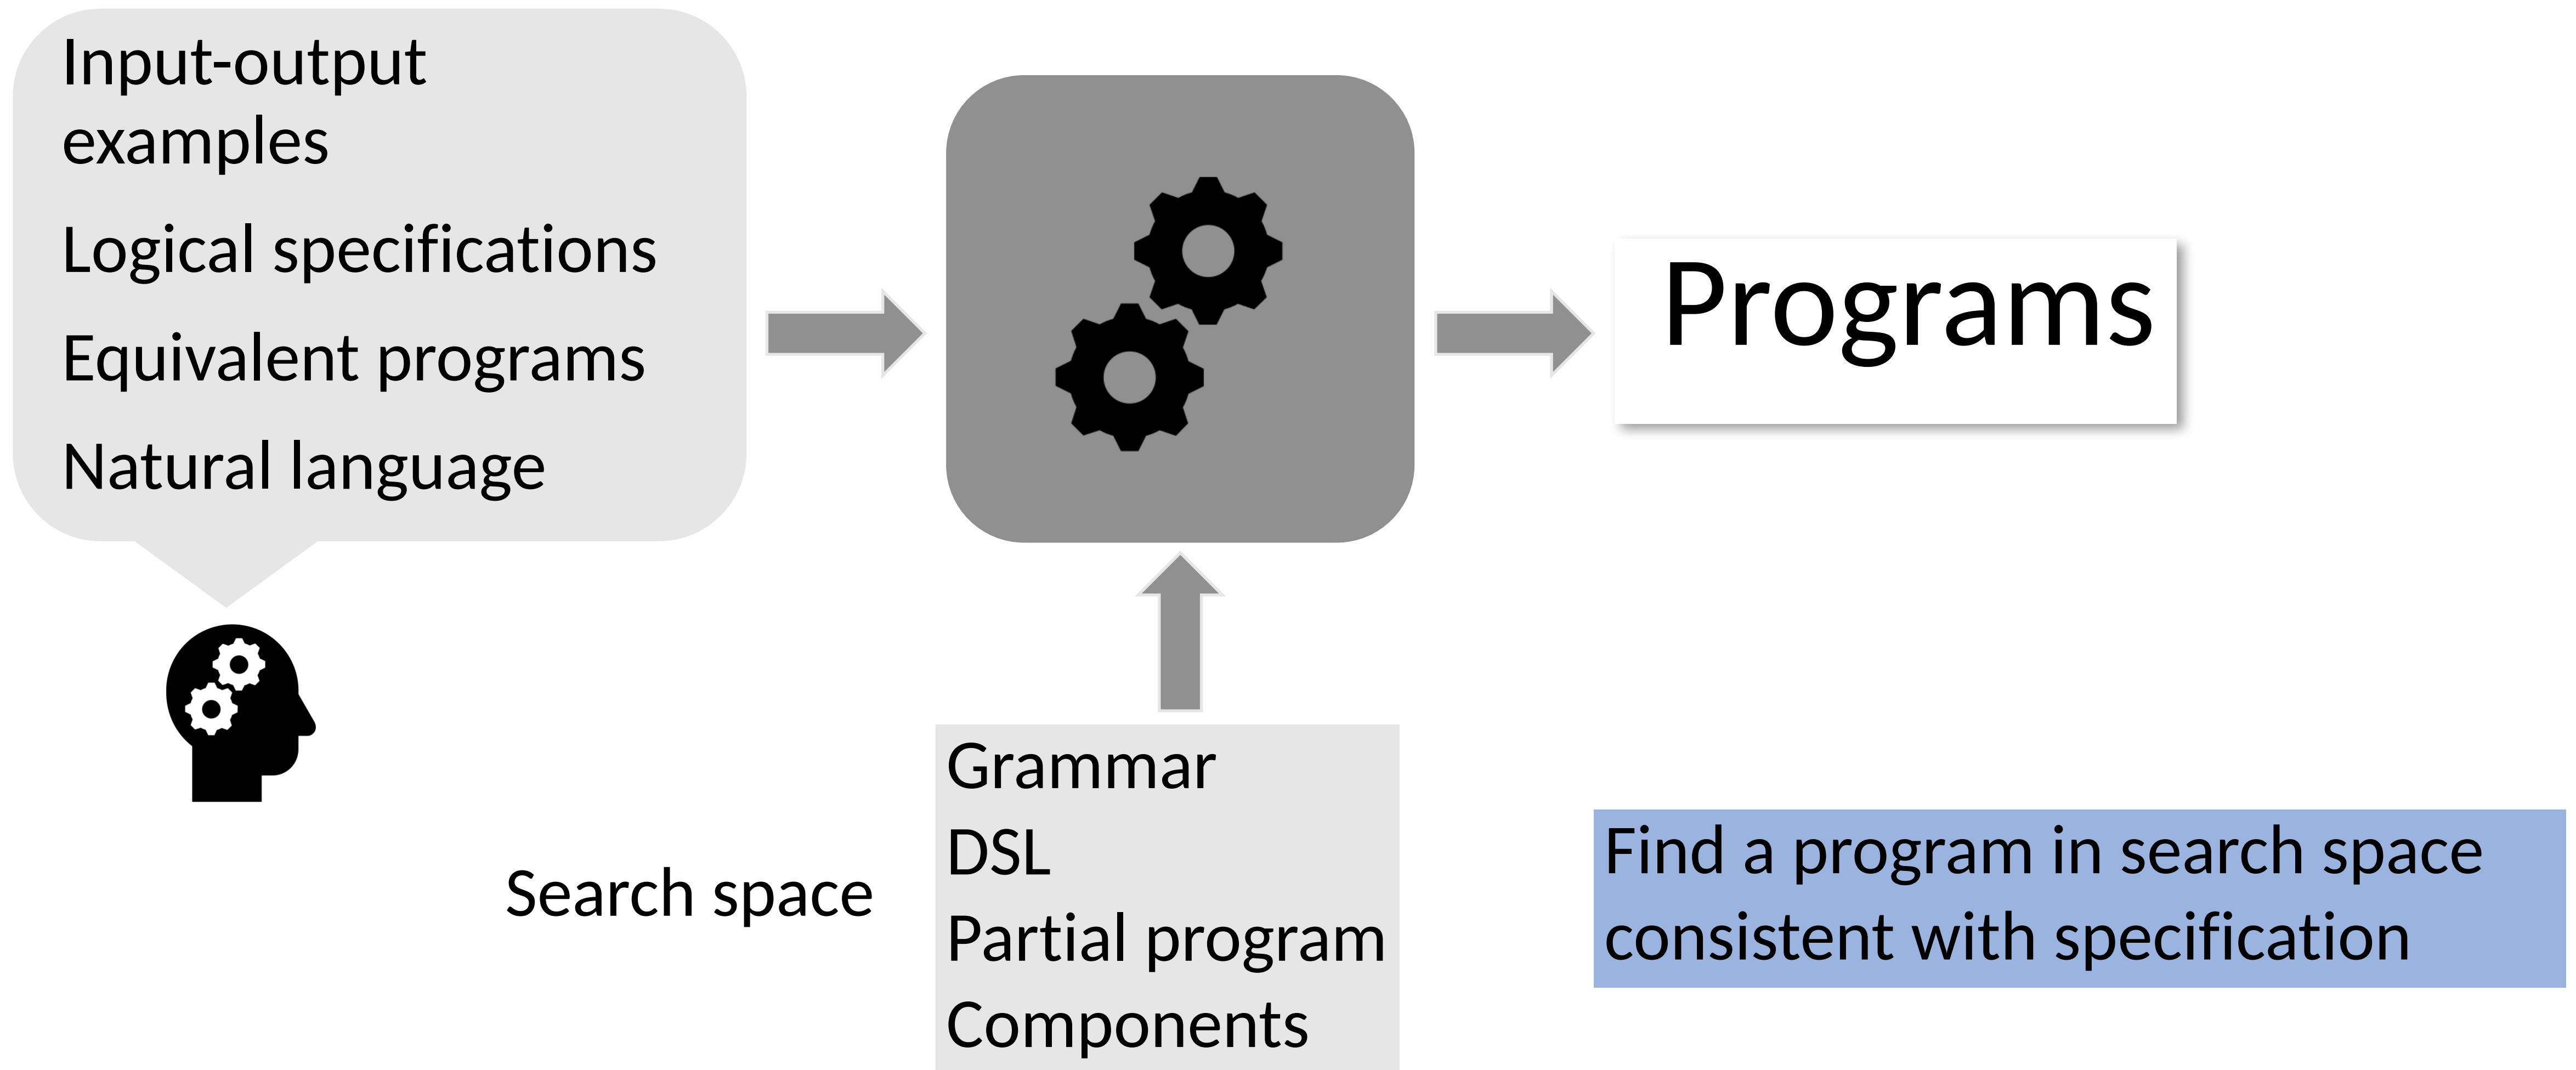 Input-output
examples
Logical specifications
Equivalent programs
Natural language
Programs
Search space
Grammar
DSL
Partial program
Components
Find a program in search space
consistent with specification